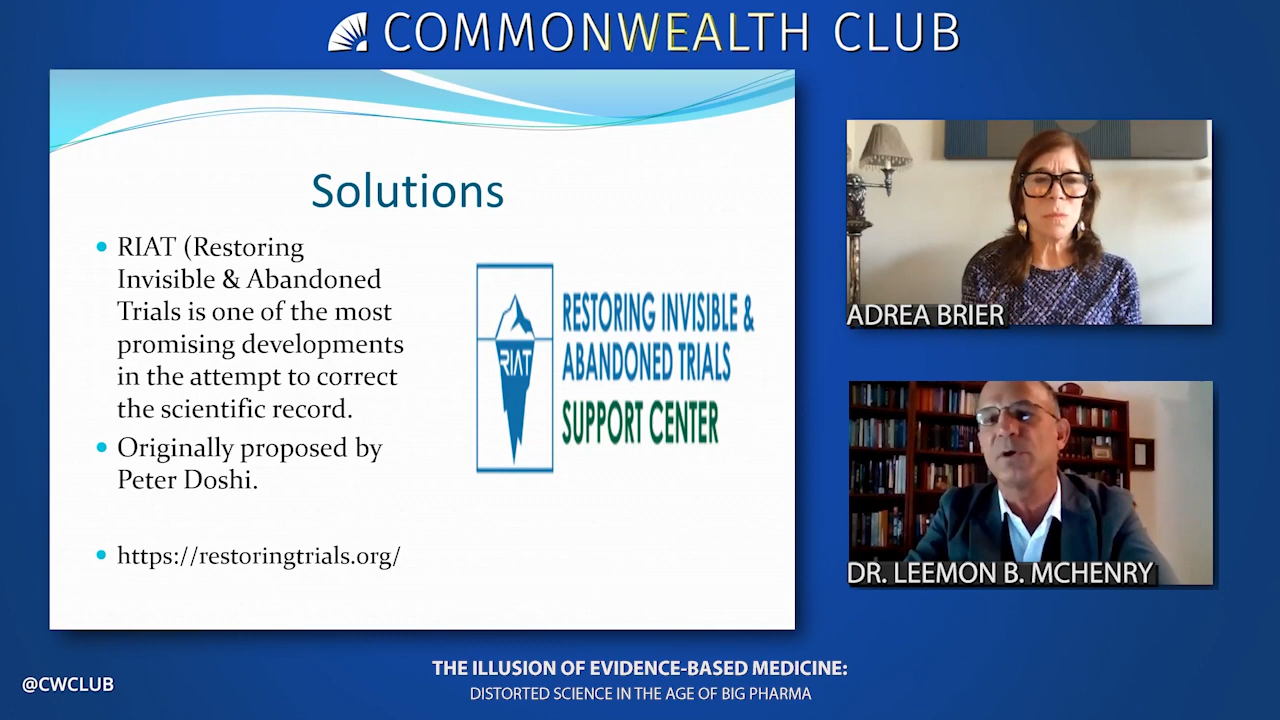 COMMONWEALTH CLUB
Solutions
RIAT (Restoring
Invisible & Abandoned
Trials is one of the most
promising developments
in the attempt to correct
the scientific record.
Originally proposed by
Peter Doshi.
https://restoringtrials.org/
RIAT
RESTORING INVISIBLE &
ABANDONED TRIALS
SUPPORT CENTER
ADREA BRIER
DR. LEEMON B. MCHENRY
@CWCLUB
THE ILLUSION OF EVIDENCE-BASED MEDICINE:
DISTORTED SCIENCE IN THE AGE OF BIG PHARMA